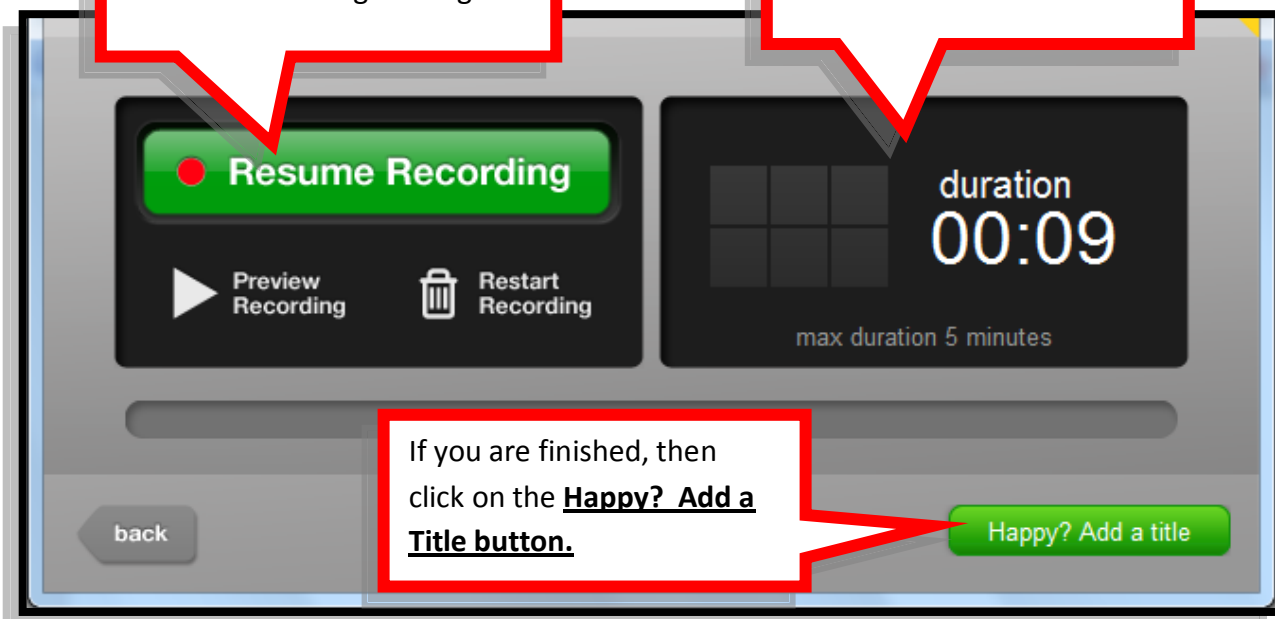 Resume Recording
Preview
Recording
Restart
Recording
duration
00:09
max duration 5 minutes
If you are finished, then
click on the Happy?  Add a
Title button.
back
Happy? Add a title